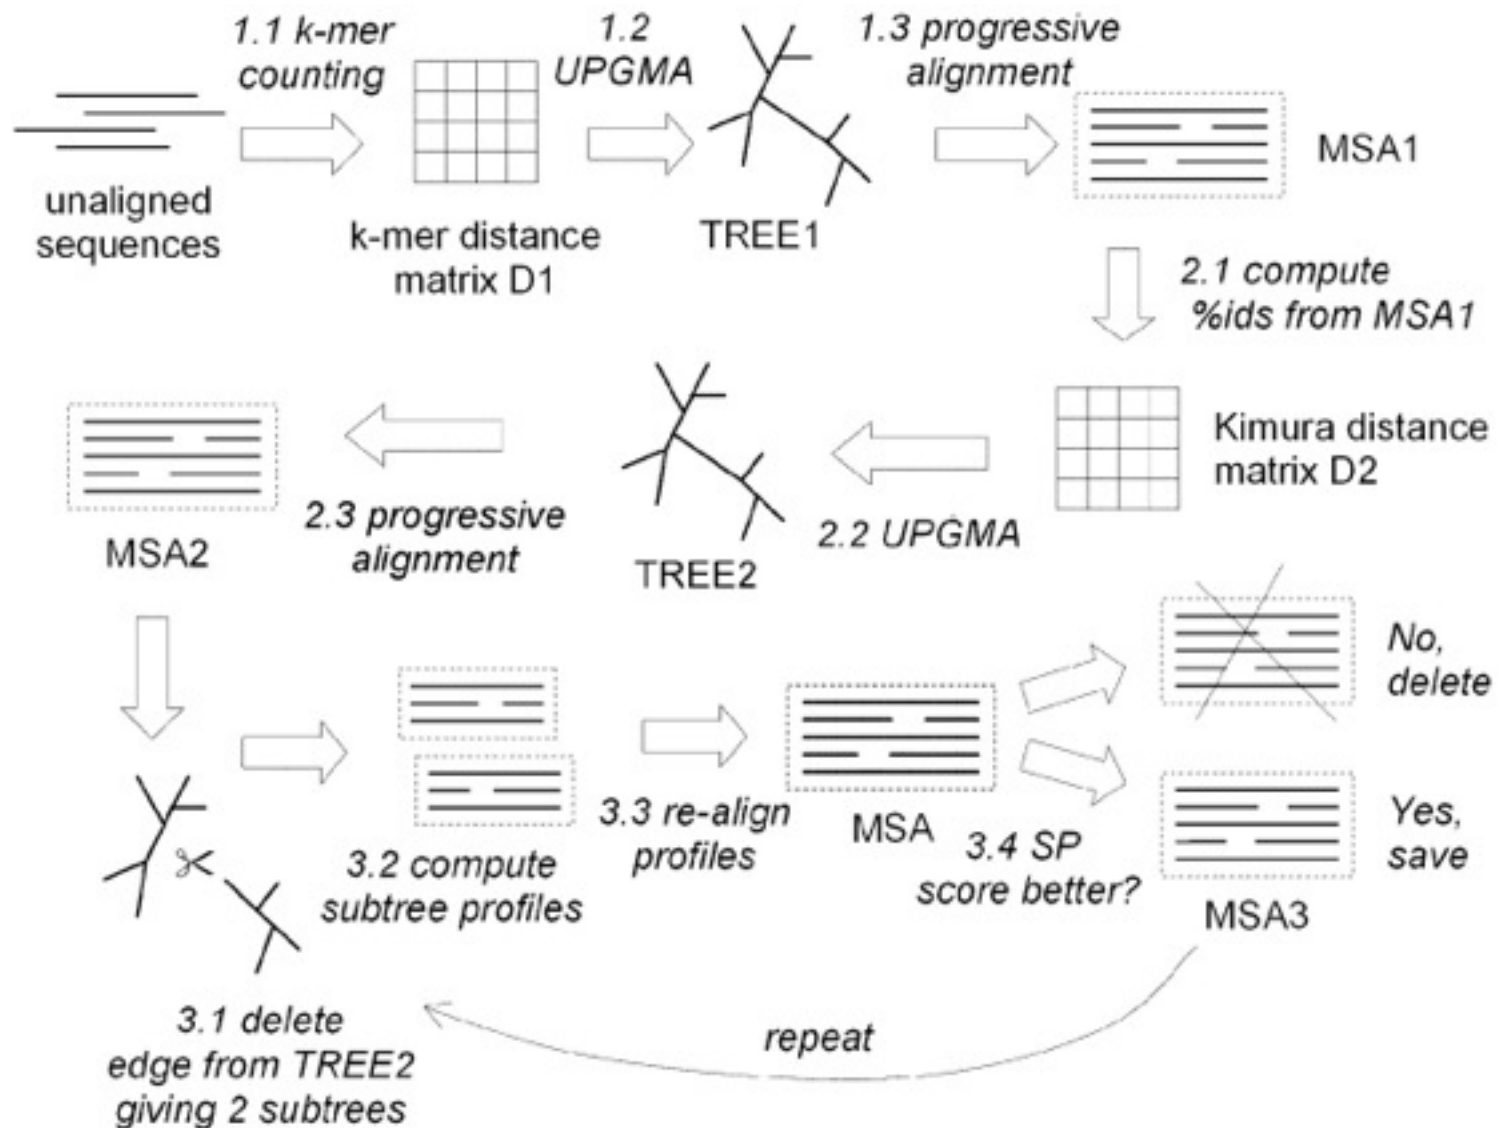 1.1 k-mer
counting
1.2
UPGMA
1.3 progressive
alignment
unaligned
sequences
k-mer distance
matrix D1
TREE1
MSA1
2.1 compute
%ids from MSA1
Kimura distance
matrix D2
2.2 UPGMA
TREE2
2.3 progressive
alignment
MSA2
3.1 delete
edge from TREE2
giving 2 subtrees
3.2 compute
subtree profiles
3.3 re-align
profiles
MSA
3.4 SP
score better?
No,
delete
Yes,
save
MSA3
repeat